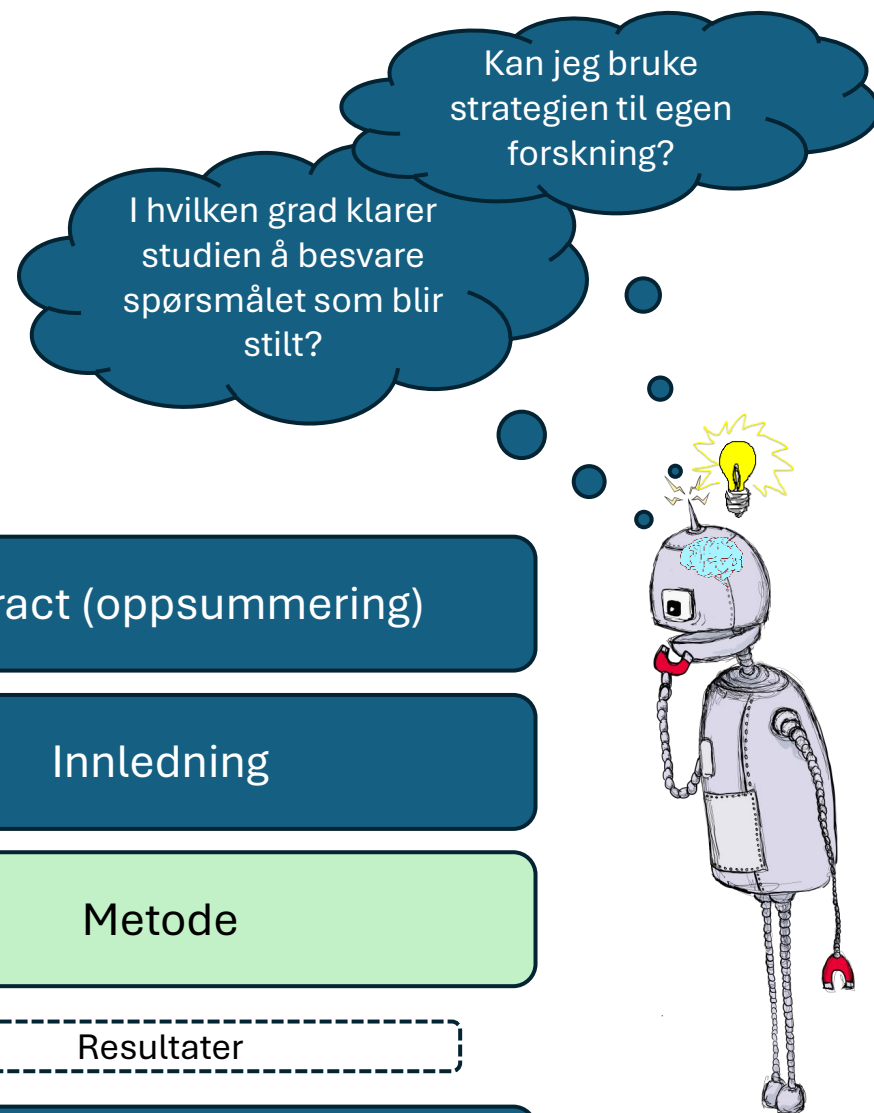 Kan jeg bruke
strategien til egen
forskning?
I hvilken grad klarer
studien å besvare
spørsmålet som blir
stilt?
ract (oppsummering)
Innledning
Metode
Resultater